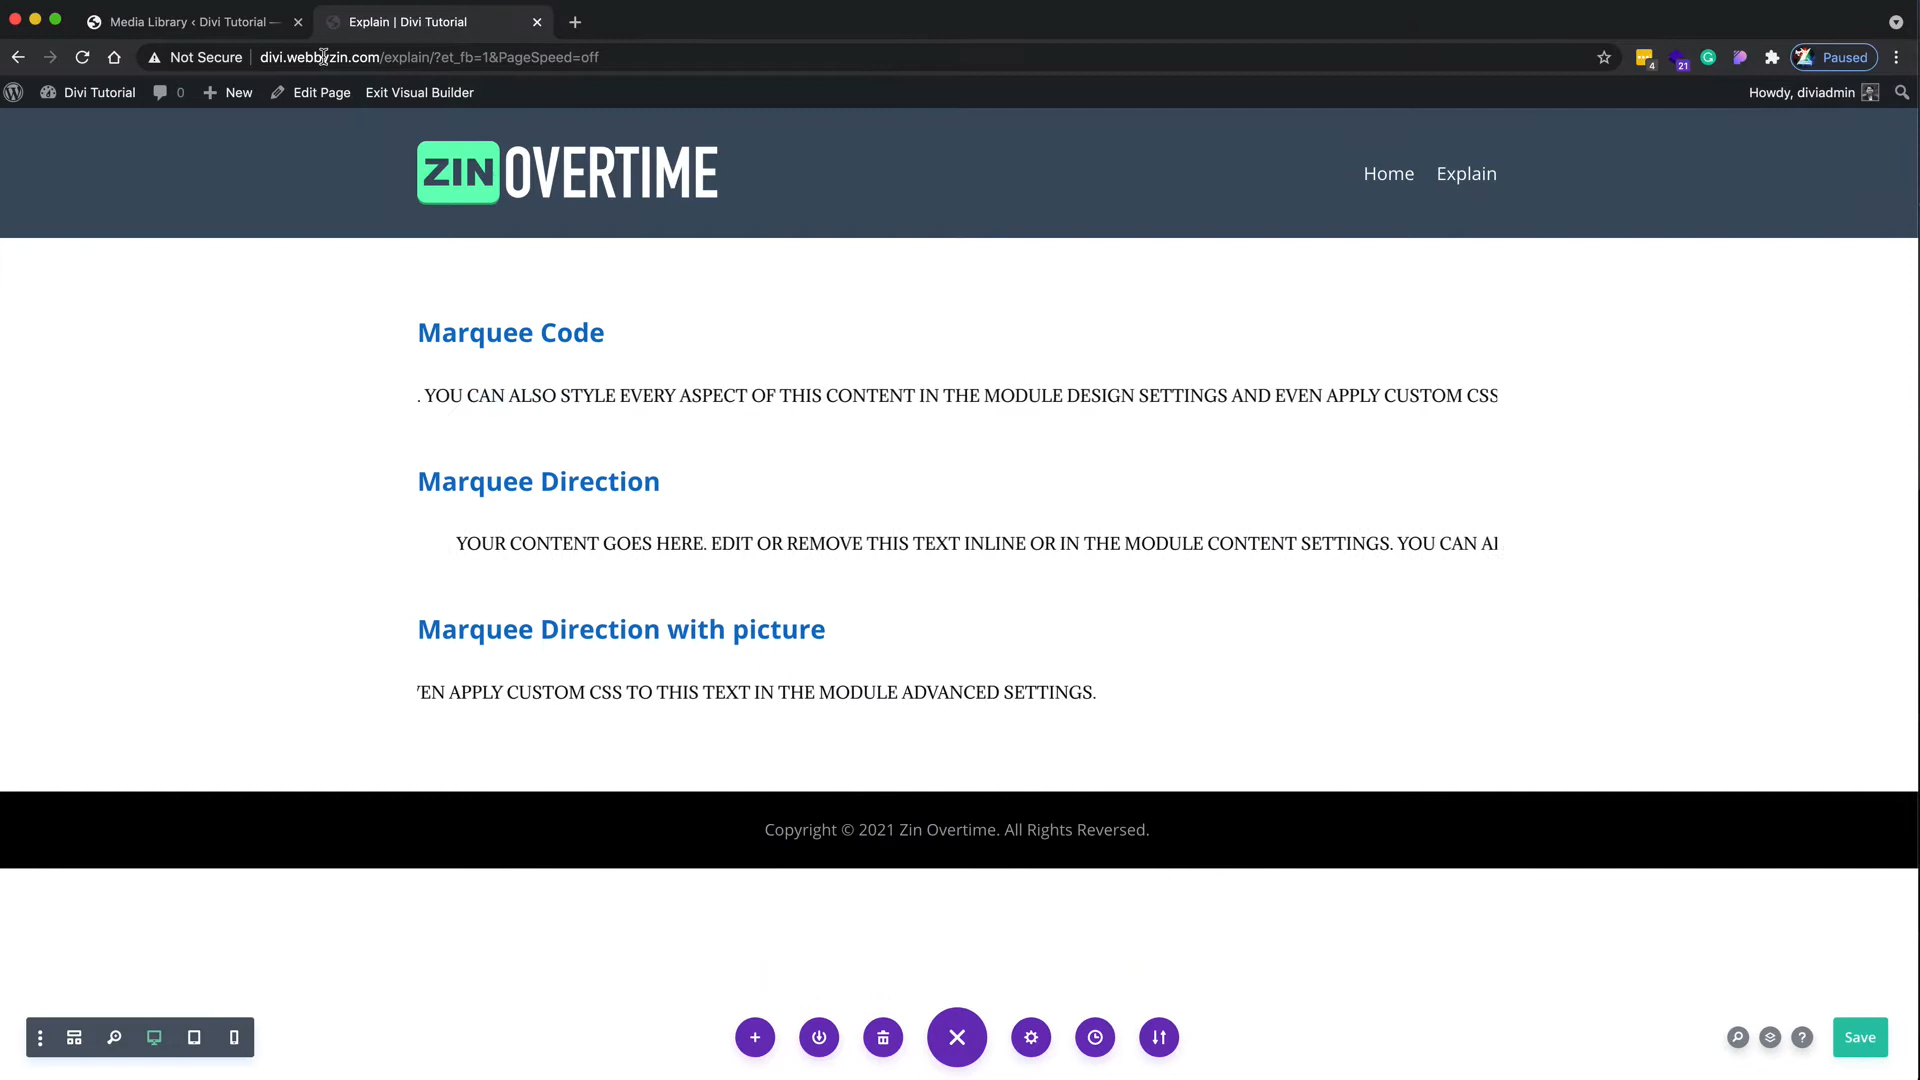 Media Library ‹ Divi Tutorial —
Explain | Divi Tutorial
Not Secure
divi.webbyzin.com/explain/?et_fb=1&PageSpeed=off
4
21
Paused
Divi Tutorial
0
New
Edit Page
Exit Visual Builder
Howdy, diviadmin
ZIN OVERTIME
Home
Explain
Marquee Code
. YOU CAN ALSO STYLE EVERY ASPECT OF THIS CONTENT IN THE MODULE DESIGN SETTINGS AND EVEN APPLY CUSTOM CSS
Marquee Direction
YOUR CONTENT GOES HERE. EDIT OR REMOVE THIS TEXT INLINE OR IN THE MODULE CONTENT SETTINGS. YOU CAN
Marquee Direction with picture
EN APPLY CUSTOM CSS TO THIS TEXT IN THE MODULE ADVANCED SETTINGS.
Copyright © 2021 Zin Overtime. All Rights Reversed.
?
Save